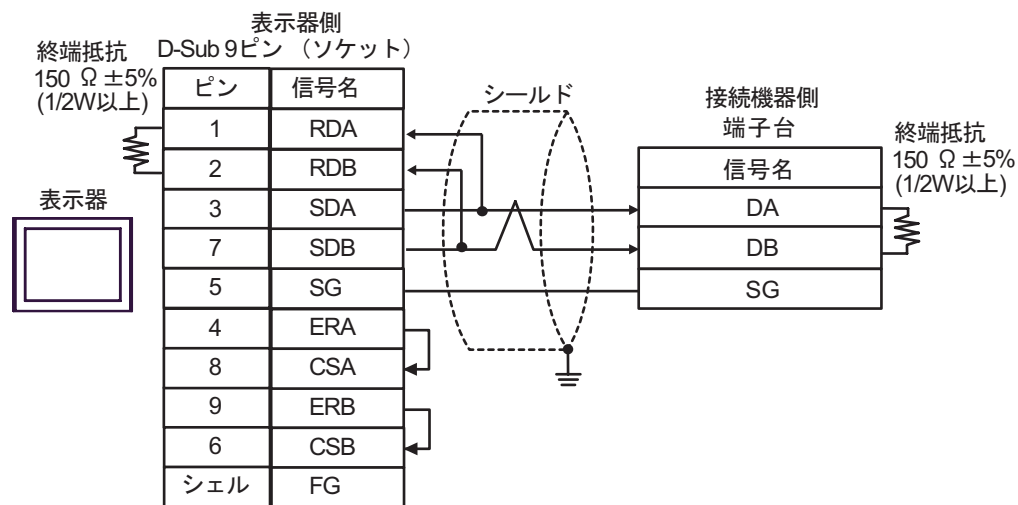 表示器側
D-Sub 9ピン （ソケット）
終端抵抗
150 Ω ±5%
(1/2W以上)
ピン 信号名
1 RDA
2 RDB
3 SDA
7 SDB
5 SG
4 ERA
8 CSA
9 ERB
6 CSB
シェル FG
表示器
シールド
接続機器側
端子台
信号名
DA
DB
SG
終端抵抗
150 Ω ±5%
(1/2W以上)